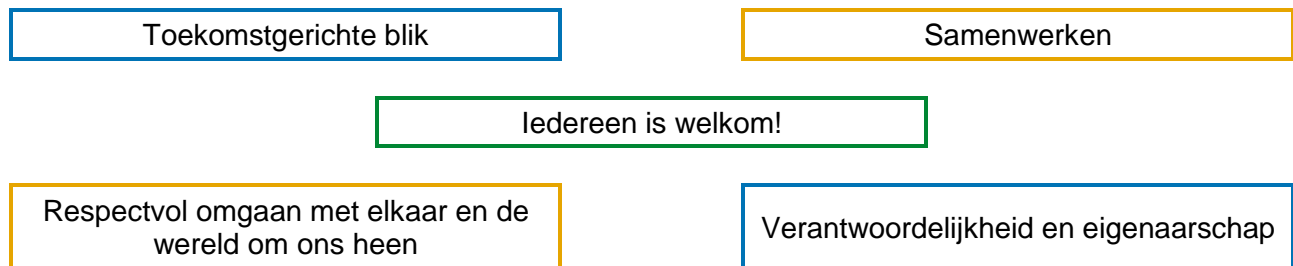 Toekomstgerichte blik
Samenwerken
Iedereen is welkom!
Respectvol omgaan met elkaar en de
wereld om ons heen
Verantwoordelijkheid en eigenaarschap